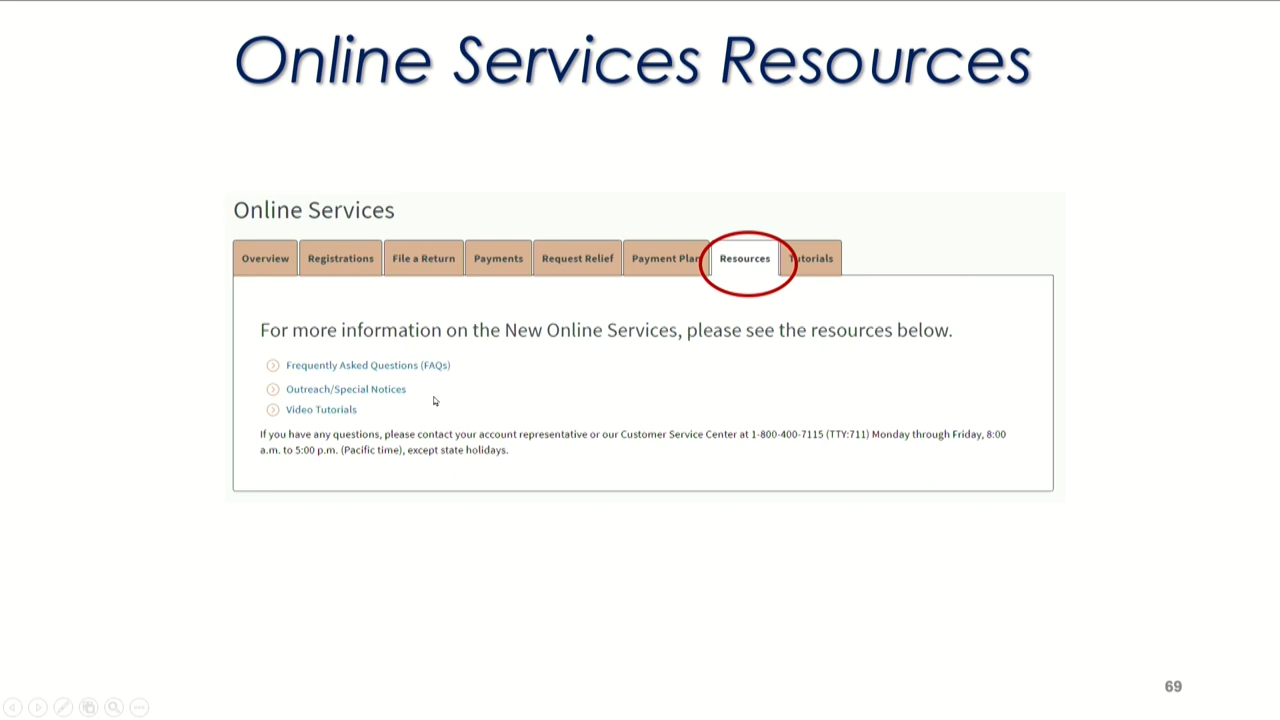 Online Services Resources
Online Services
Overview Registrations File a Return Payments Request Relief Payment Plan Resources Tutorials
For more information on the New Online Services, please see the resources below.
Frequently Asked Questions (FAQs)
Outreach/Special Notices
Video Tutorials
If you have any questions, please contact your account representative or our Customer Service Center at 1-800-400-7115 (TTY:711) Monday through Friday, 8:00
a.m. to 5:00 p.m. (Pacific time), except state holidays.
69